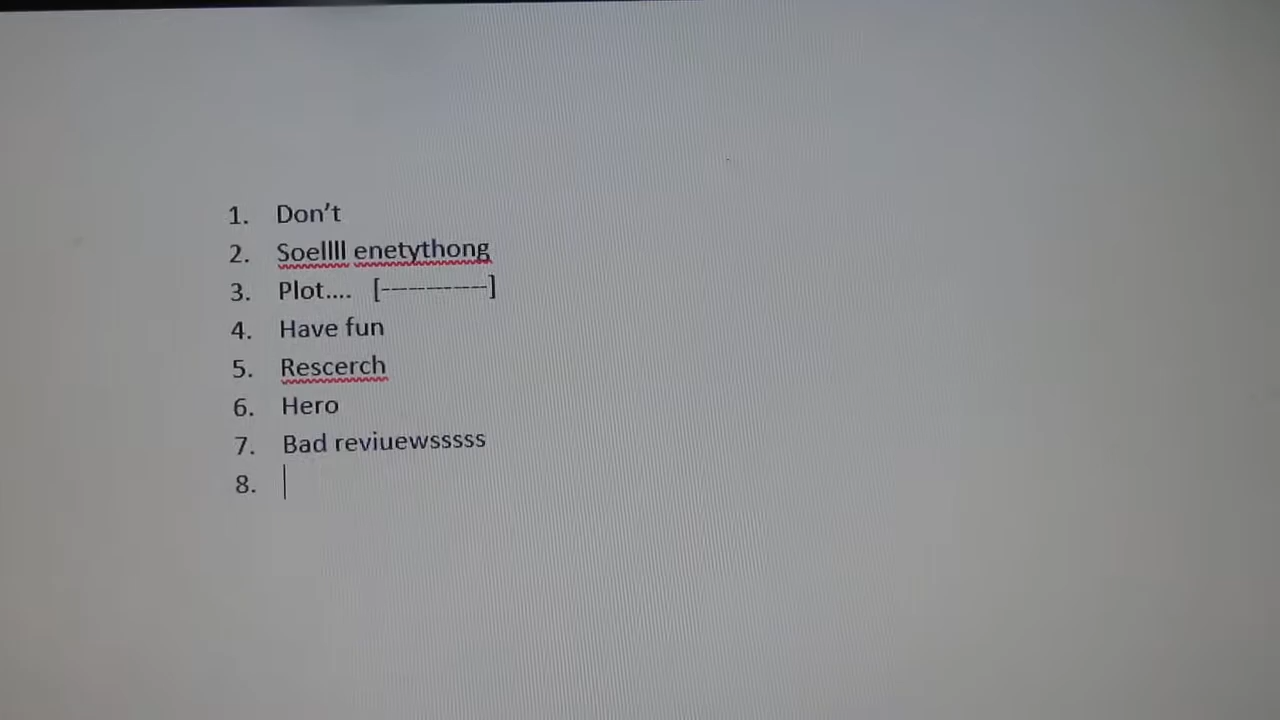 1. Don't
2. Soellll enetythong
3. Plot.... [------------]
4. Have fun
5. Rescerch
6. Hero
7. Bad reviuewsssss
8.